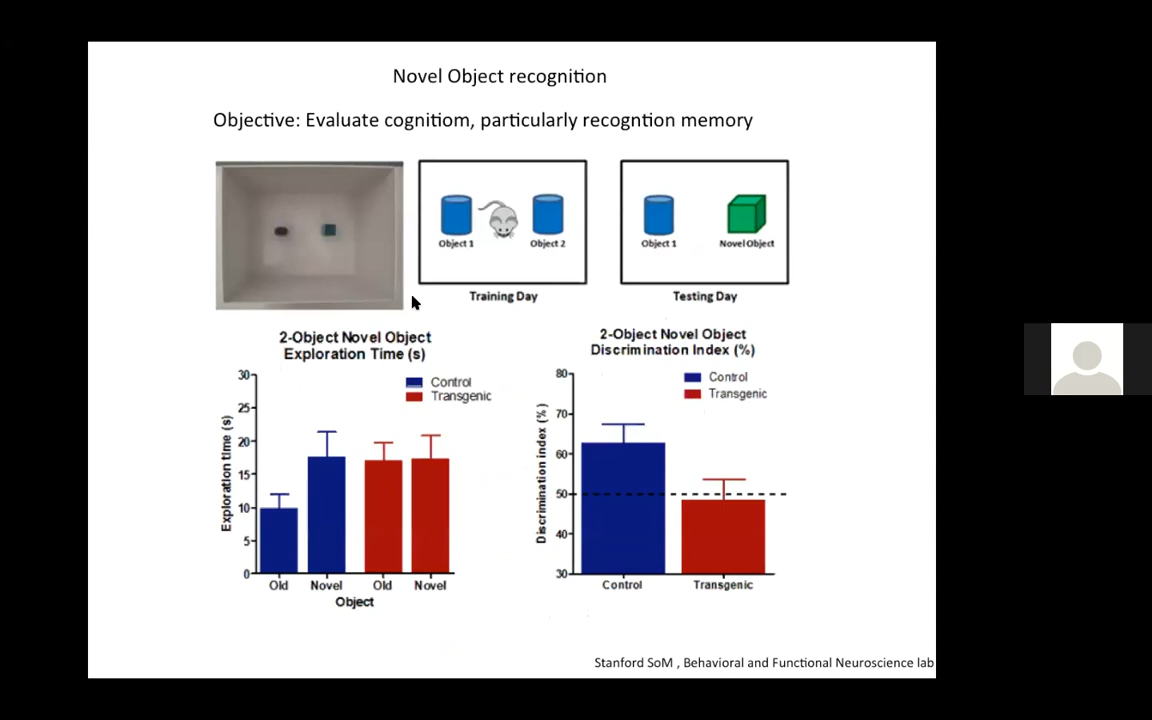 Novel Object recognition
Objective: Evaluate cognitiom, particularly recogntion memory
Object 1
Object 2
Training Day
Object 1
Novel Object
Testing Day
2-Object Novel Object
Exploration Time (s)
Control
Transgenic
Exploration time (s)
30
25
20
15
10
5
0
Old
Novel
Old
Novel
Object
2-Object Novel Object
Discrimination Index (%)
Control
Transgenic
Discrimination index (%)
80
70
60
50
40
30
Control
Transgenic
Stanford SoM , Behavioral and Functional Neuroscience lab